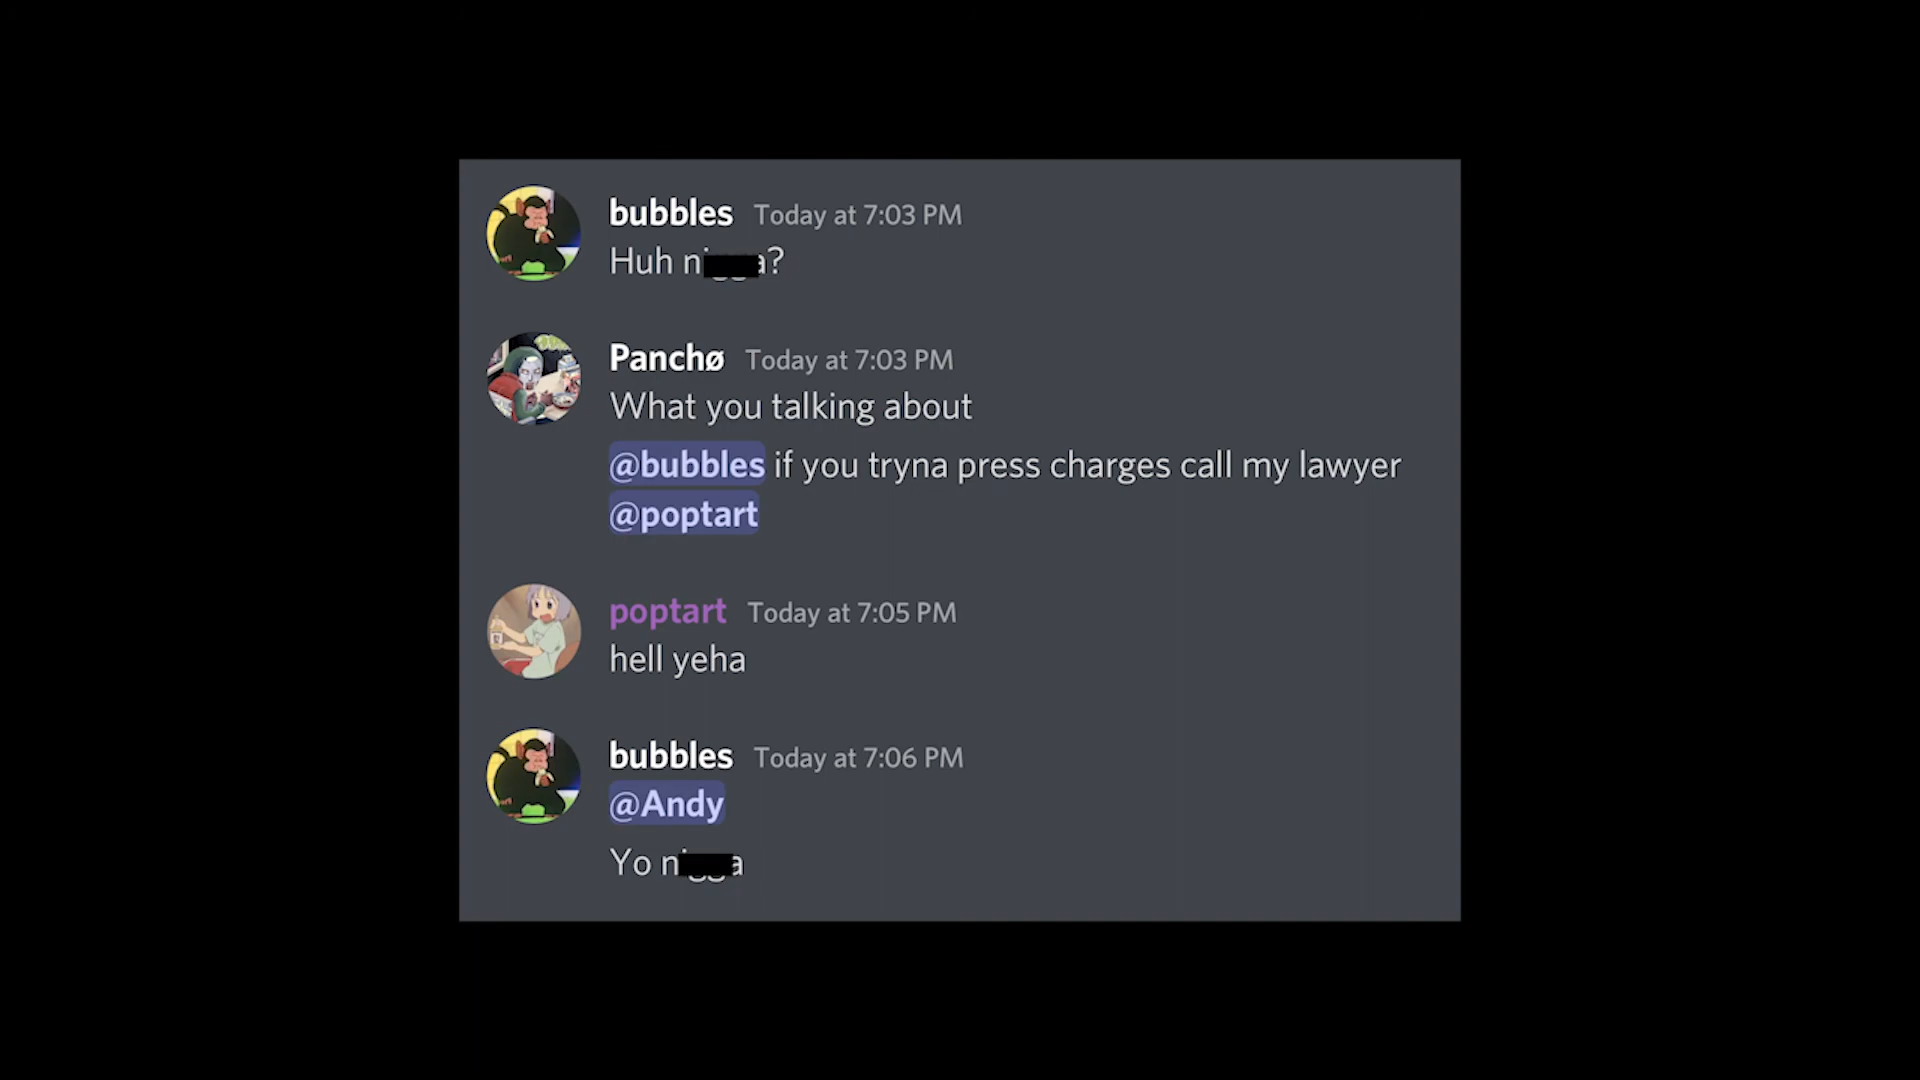 bubbles Today at 7:03 PM
Huh n█████a?
Panchø Today at 7:03 PM
What you talking about
@bubbles if you tryna press charges call my lawyer
@poptart
poptart Today at 7:05 PM
hell yeha
bubbles Today at 7:06 PM
@Andy
Yo n█████a